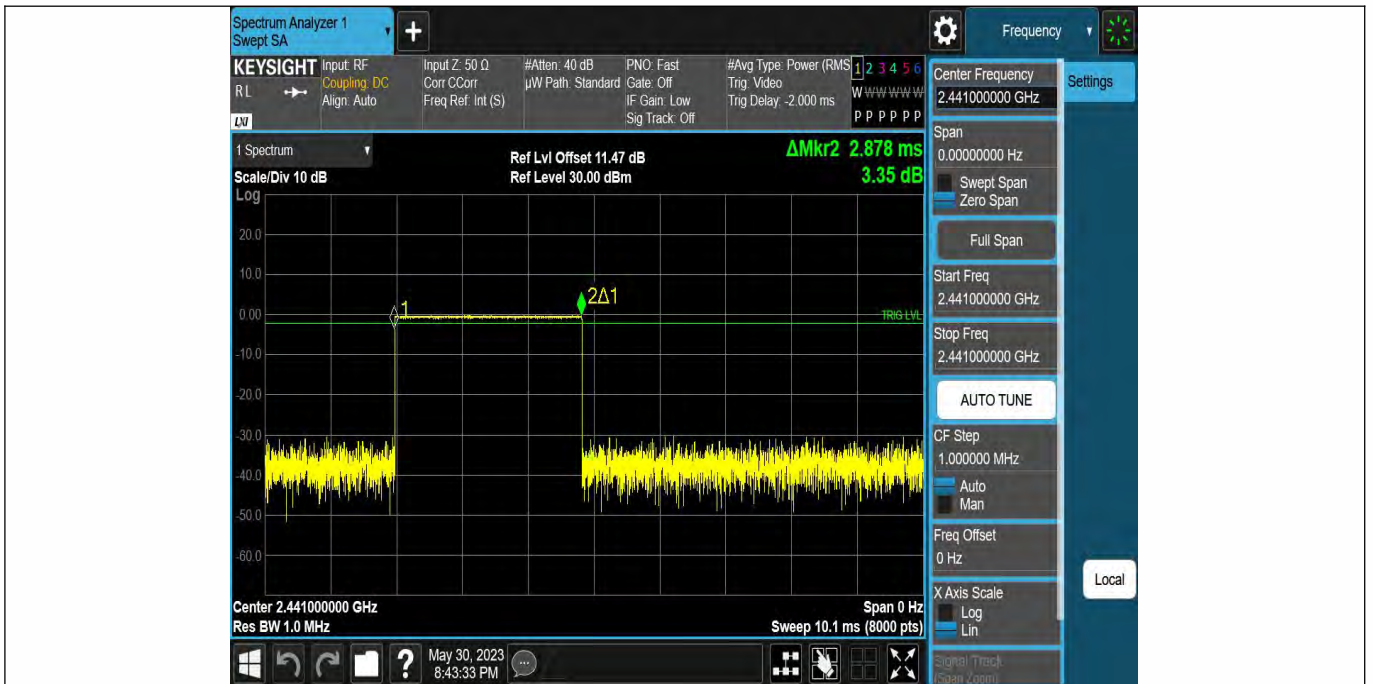 Spectrum Analyzer 1
Swept SA
Frequency
KEYSIGHT
RL
LXI
Input: RF
Coupling: DC
Align: Auto
Input Z: 50 Ω
Corr CCorr
Freq Ref: Int (S)
#Atten: 40 dB
µW Path: Standard
PNO: Fast
Gate: Off
IF Gain: Low
Sig Track: Off
#Avg Type: Power (RMS
Trig: Video
Trig Delay: -2.000 ms
1 2 3 4 5 6
W W W W W W
P P P P P P
1 Spectrum
Scale/Div 10 dB
Log
Ref Lvl Offset 11.47 dB
Ref Level 30.00 dBm
ΔMkr2 2.878 ms
3.35 dB
20.0
10.0
0.00
-10.0
-20.0
-30.0
-40.0
-50.0
-60.0
1
2Δ1
TRIG LVL
Center 2.441000000 GHz
Res BW 1.0 MHz
Span 0 Hz
Sweep 10.1 ms (8000 pts)
Center Frequency
2.441000000 GHz
Settings
Span
0.00000000 Hz
Swept Span
Zero Span
Full Span
Start Freq
2.441000000 GHz
Stop Freq
2.441000000 GHz
AUTO TUNE
CF Step
1.000000 MHz
Auto
Man
Freq Offset
0 Hz
X Axis Scale
Log
Lin
Signal Track
(Span Zoom)
Local
May 30, 2023
8:43:33 PM